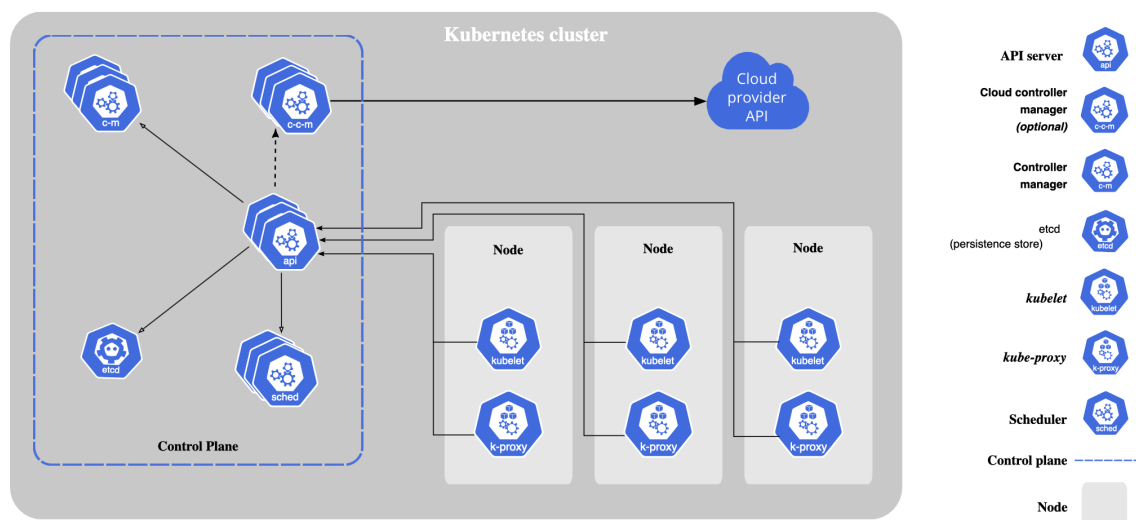 Kubernetes cluster
c-m
c-c-m
Cloud
provider
API
api
etcd
sched
Control Plane
Node
kubelet
k-proxy
Node
kubelet
k-proxy
Node
kubelet
k-proxy
API server
api
Cloud controller
manager
(optional)
c-c-m
Controller
manager
c-m
etcd
(persistence store)
etcd
kubelet
kubelet
kube-proxy
k-proxy
Scheduler
sched
Control plane
Node